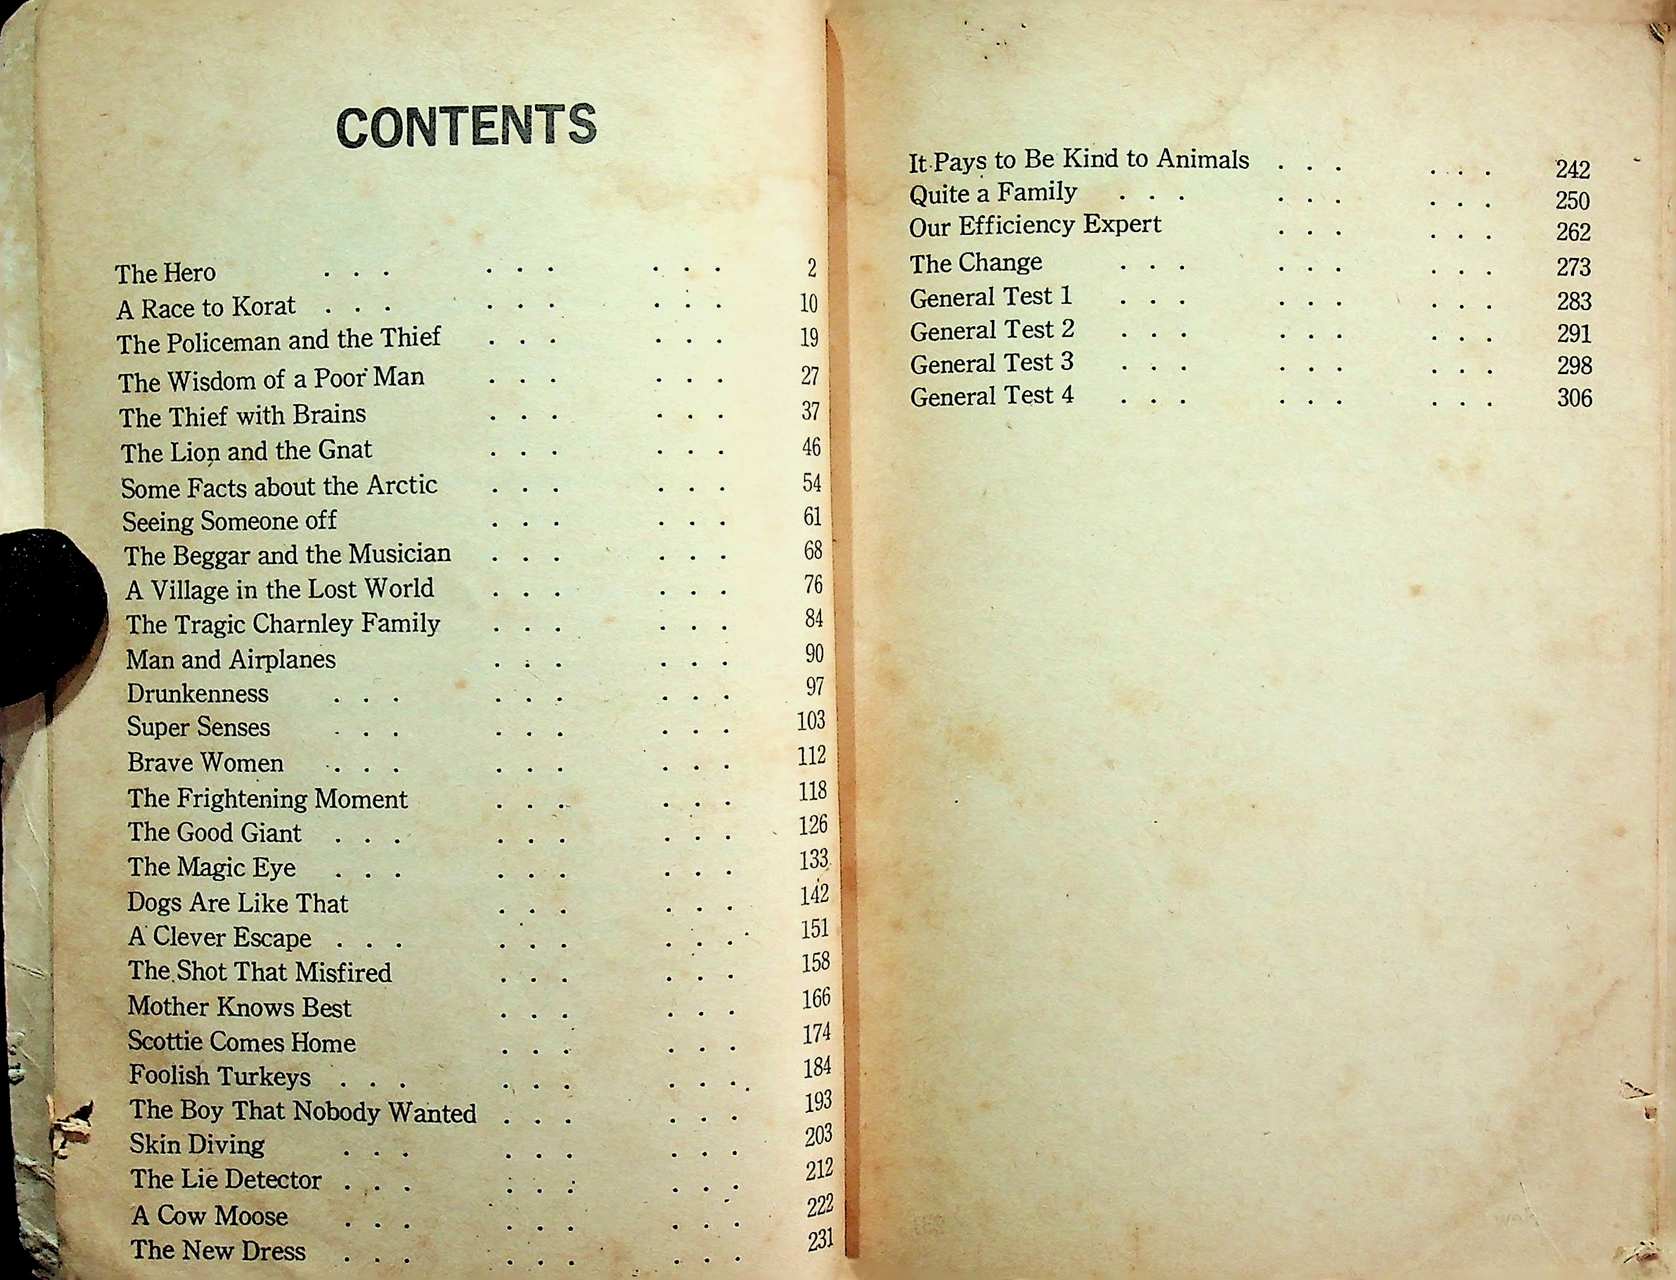 CONTENTS
The Hero . . . . . . . . . 2
A Race to Korat . . . . . . . . . 10
The Policeman and the Thief . . . . . . 19
The Wisdom of a Poor Man . . . . . . 27
The Thief with Brains . . . . . . 37
The Lion and the Gnat . . . . . . 46
Some Facts about the Arctic . . . . . . 54
Seeing Someone off . . . . . . 61
The Beggar and the Musician . . . . . . 68
A Village in the Lost World . . . . . . 76
The Tragic Charnley Family . . . . . . 84
Man and Airplanes . . . . . . 90
Drunkenness . . . . . . . . . 97
Super Senses . . . . . . . . . 103
Brave Women . . . . . . . . . 112
The Frightening Moment . . . . . . 118
The Good Giant . . . . . . . . . 126
The Magic Eye . . . . . . . . . 133
Dogs Are Like That . . . . . . 142
A Clever Escape . . . . . . . . . 151
The Shot That Misfired . . . . . . 158
Mother Knows Best . . . . . . 166
Scottie Comes Home . . . . . . 174
Foolish Turkeys . . . . . . . . . 184
The Boy That Nobody Wanted . . . . . . 193
Skin Diving . . . . . . . . . 203
The Lie Detector . . . . . . . . . 212
A Cow Moose . . . . . . . . . 222
The New Dress . . . . . . . . . 231
It Pays to Be Kind to Animals . . . . . . 242
Quite a Family . . . . . . . . . 250
Our Efficiency Expert . . . . . . 262
The Change . . . . . . . . . 273
General Test 1 . . . . . . . . . 283
General Test 2 . . . . . . . . . 291
General Test 3 . . . . . . . . . 298
General Test 4 . . . . . . . . . 306